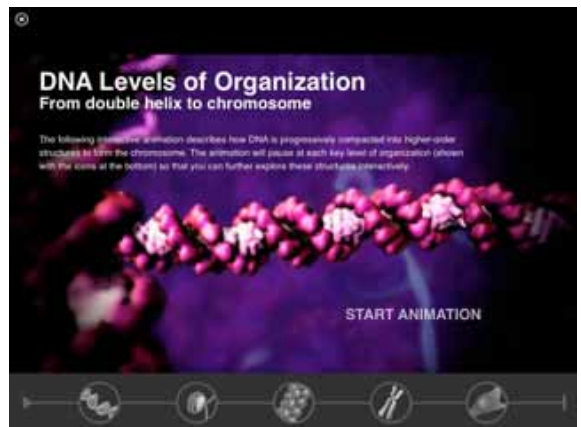 DNA Levels of Organization
From double helix to chromosome
The following interactive animation describes how DNA is progressively compacted into higher-order
structures to form the chromosome. The animation will pause at each key level of organization (shown
with the icons at the bottom) so that you can further explore these structures interactively.
START ANIMATION